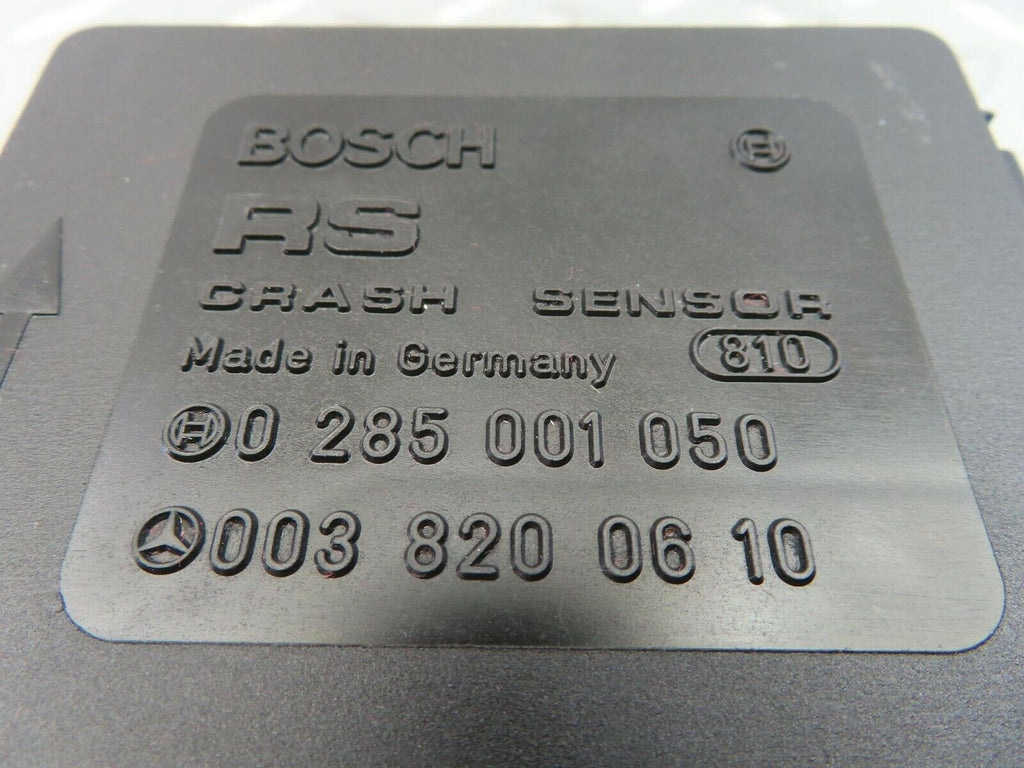 BOSCH
RS
CRASH SENSOR
Made in Germany 810
0 285 001 050
003 820 06 10